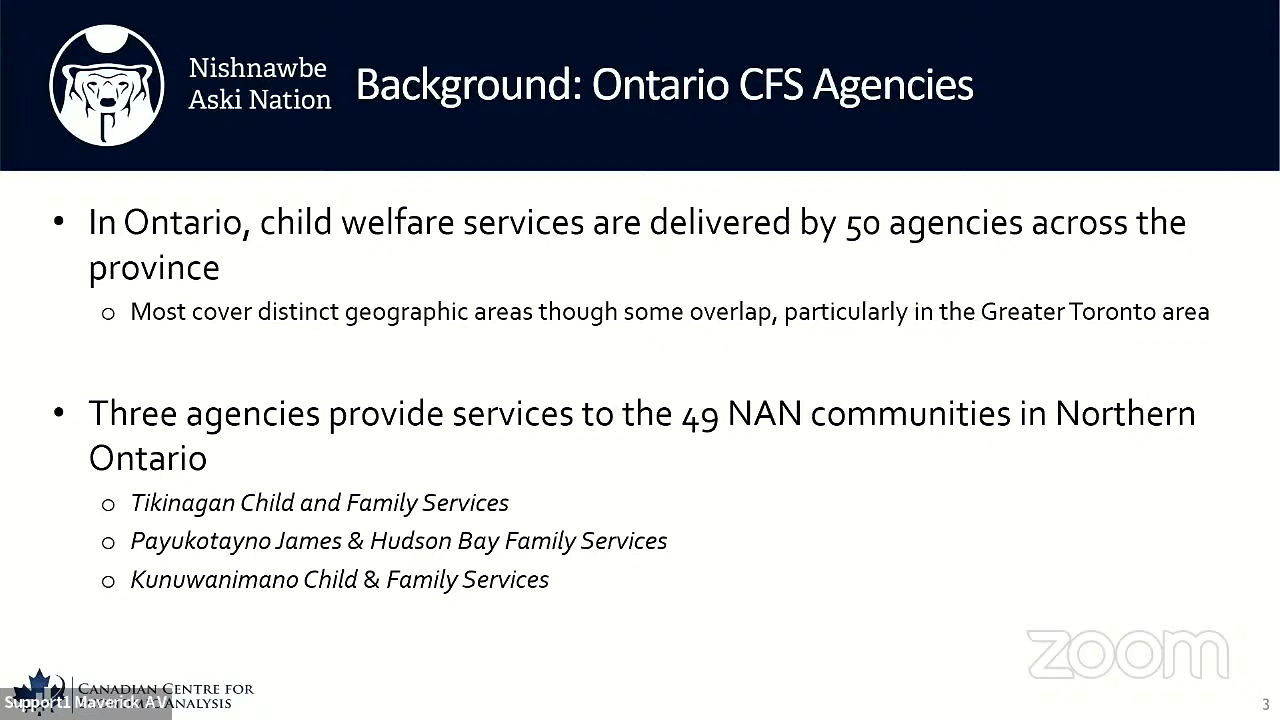 Nishnawbe
Aski Nation
Background: Ontario CFS Agencies
• In Ontario, child welfare services are delivered by 50 agencies across the
province
o Most cover distinct geographic areas though some overlap, particularly in the Greater Toronto area
• Three agencies provide services to the 49 NAN communities in Northern
Ontario
o Tikinagan Child and Family Services
o Payukotayno James & Hudson Bay Family Services
o Kunuwanimano Child & Family Services
zoom
Canadian Centre for
Analysis
Support1 Maverick AV
3